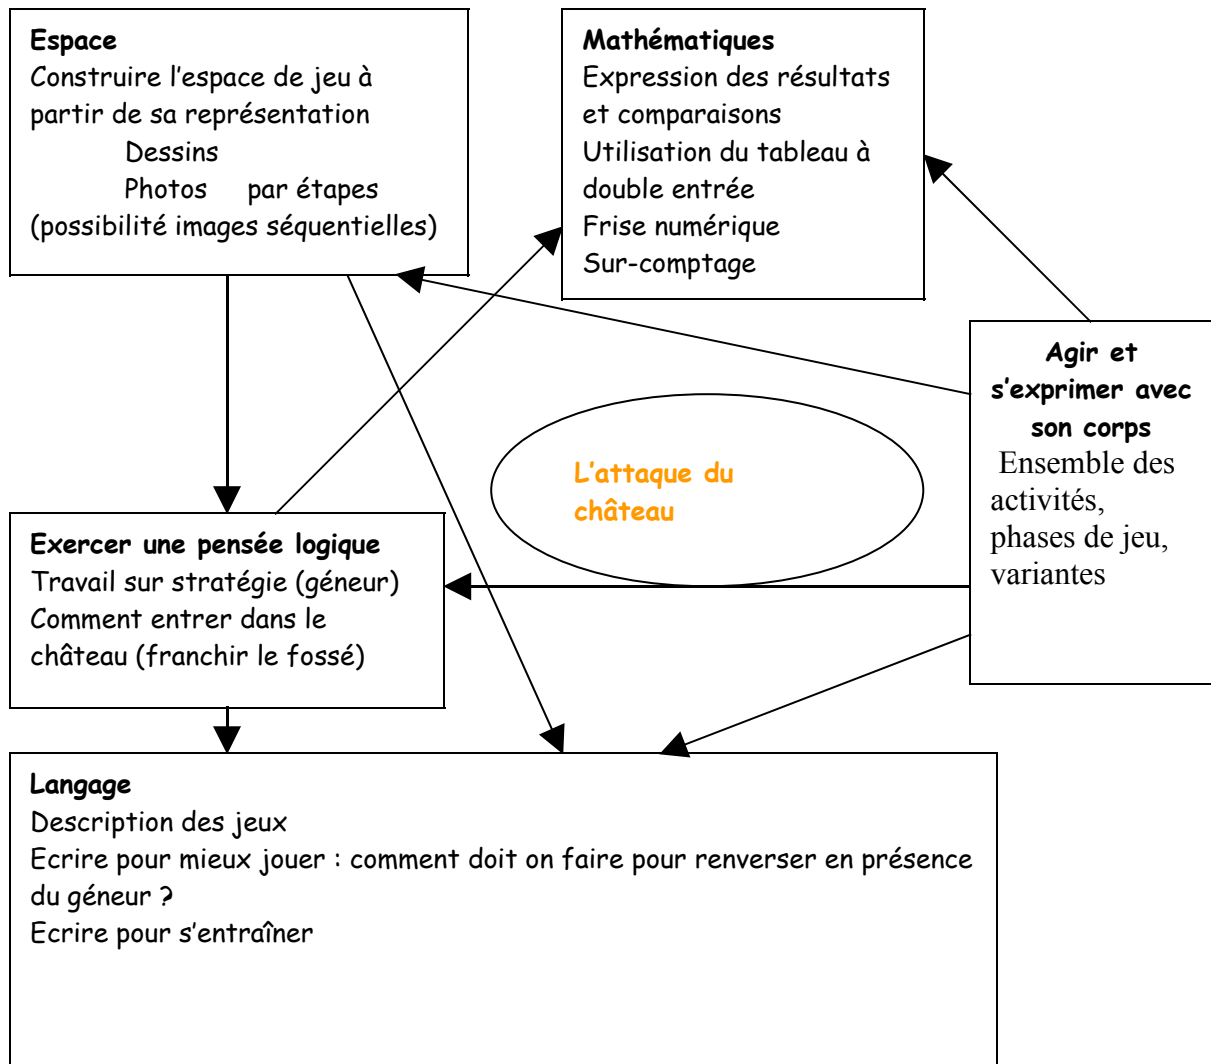 Espace
Construire l'espace de jeu à
partir de sa représentation
Dessins
Photos par étapes
(possibilité images séquentielles)
Mathématiques
Expression des résultats
et comparaisons
Utilisation du tableau à
double entrée
Frise numérique
Sur-comptage
Agir et
s'exprimer avec
son corps
Ensemble des
activités,
phases de jeu,
variantes
L'attaque du
château
Exercer une pensée logique
Travail sur stratégie (géneur)
Comment entrer dans le
château (franchir le fossé)
Langage
Description des jeux
Ecrire pour mieux jouer : comment doit on faire pour renverser en présence
du géneur ?
Ecrire pour s'entraîner